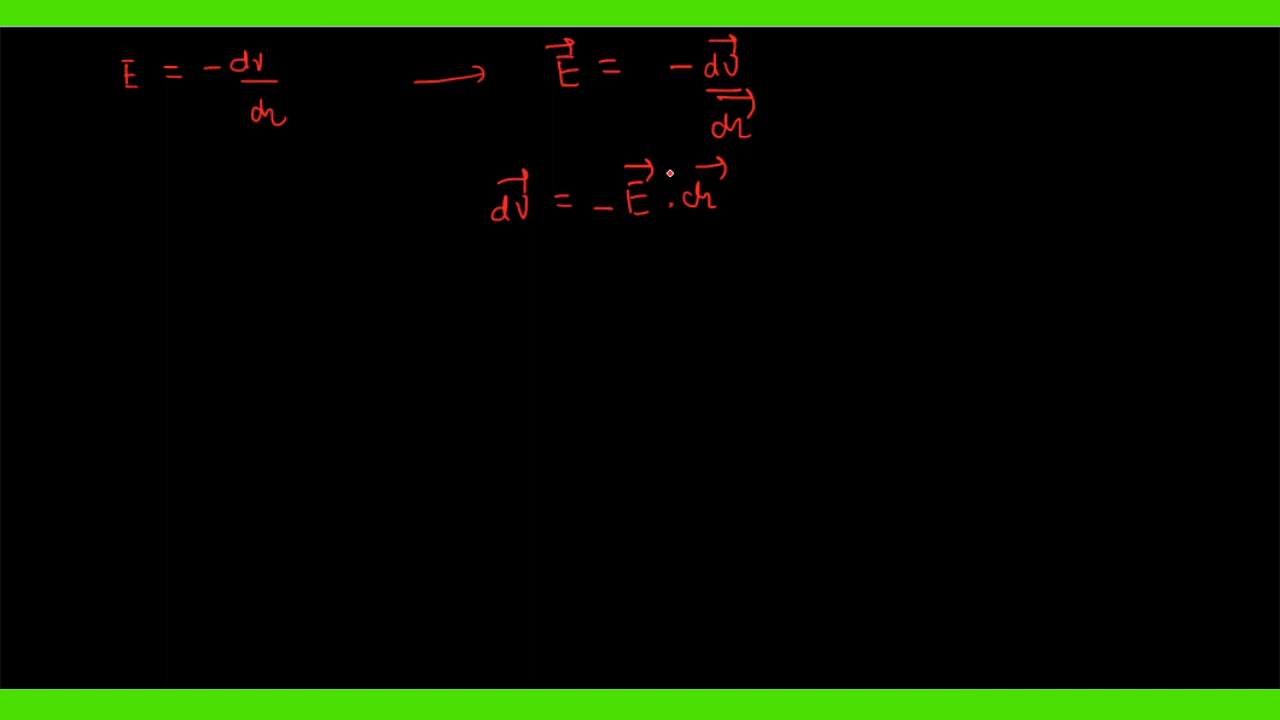 E = - dv/dr → E⃗ = - dv⃗/dr⃗
dv⃗ = - E⃗ . dr⃗